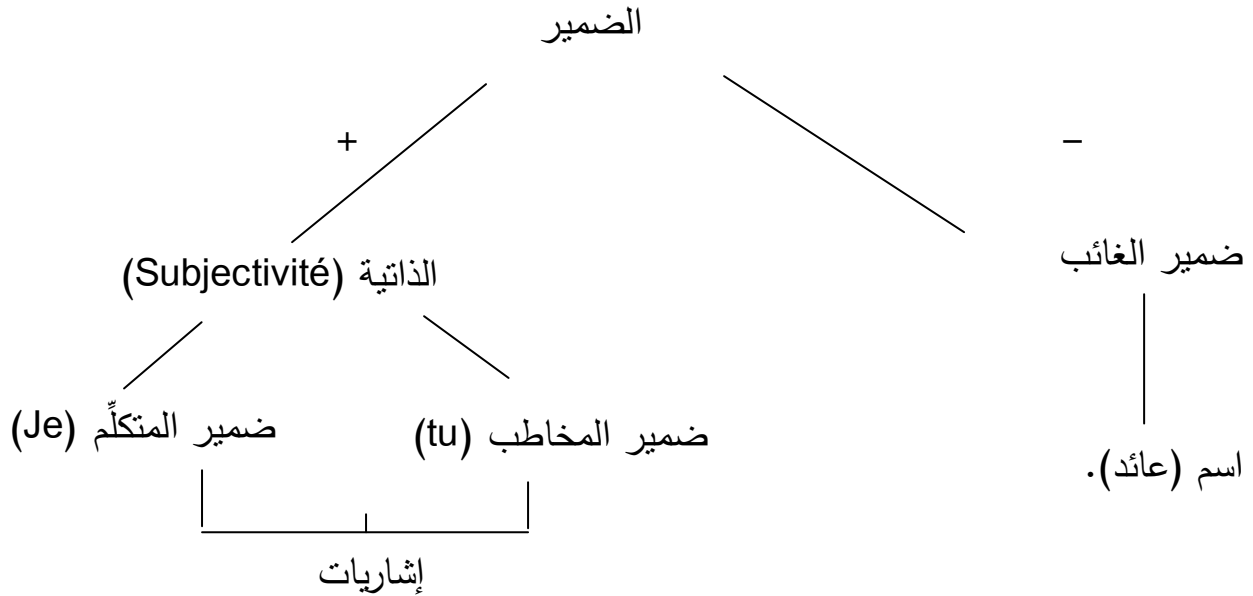 الضمير
+
–
ضمير الغائب
الذاتية (Subjectivité)
ضمير المخاطب (tu)
ضمير المتكلِّم (Je)
اسم (عائد).
إشاريات